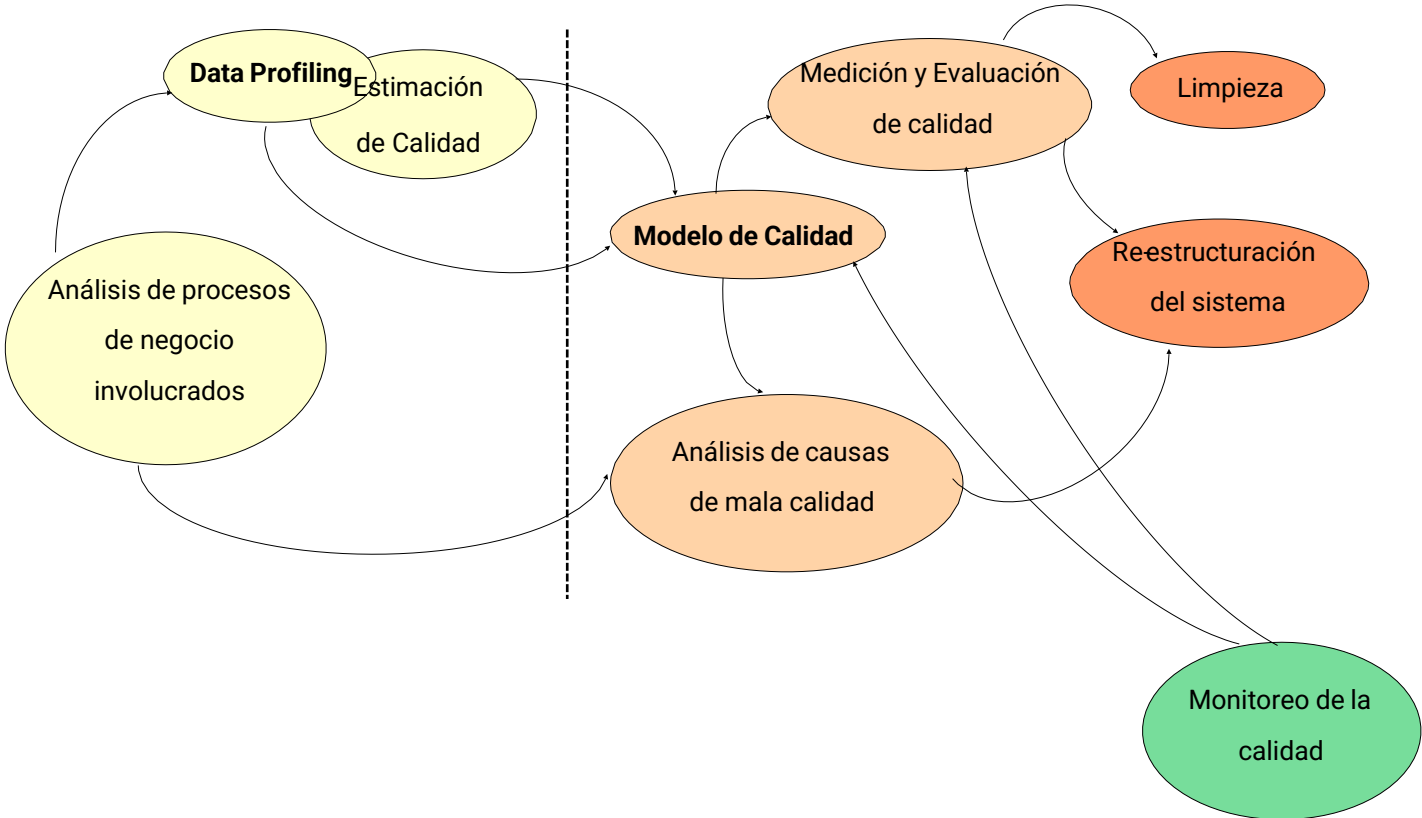 Data Profiling
Estimación
de Calidad
Análisis de procesos
de negocio
involucrados
Modelo de Calidad
Medición y Evaluación
de calidad
Limpieza
Re-estructuración
del sistema
Análisis de causas
de mala calidad
Monitoreo de la
calidad